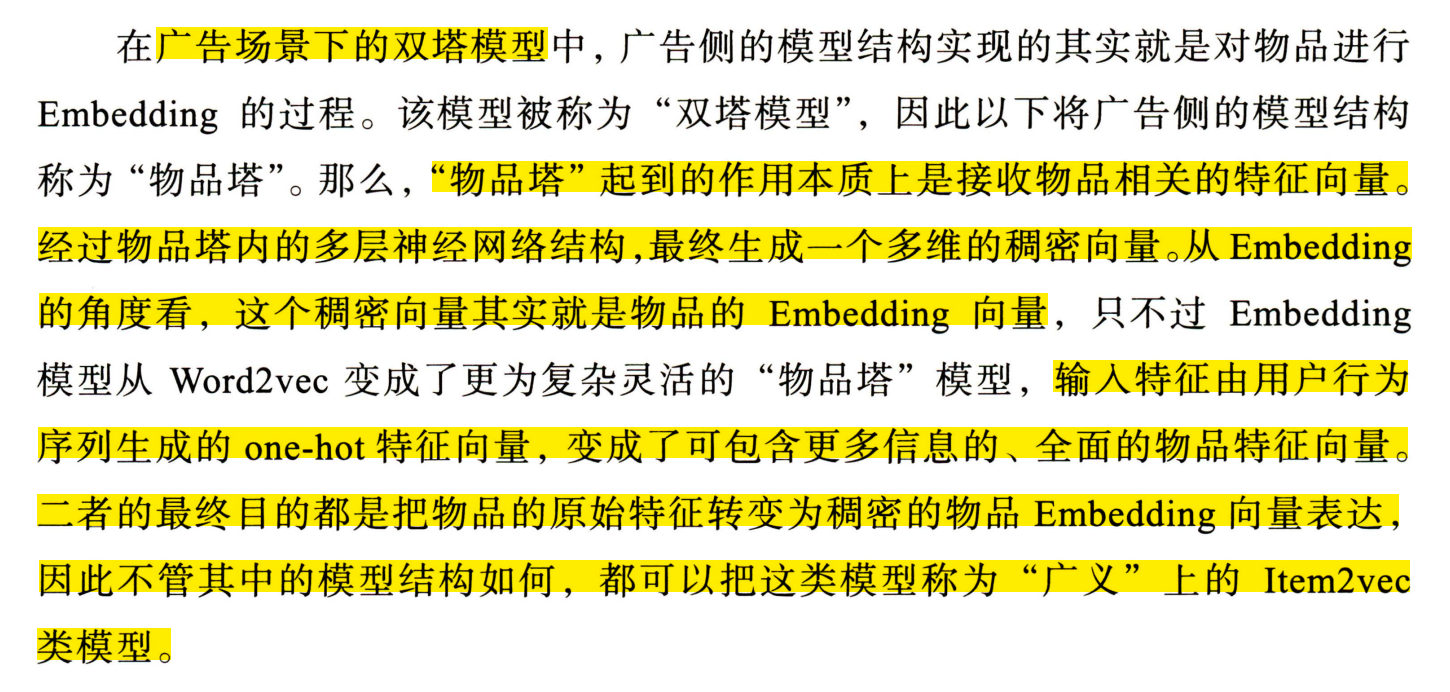 在广告场景下的双塔模型中，广告侧的模型结构实现的其实就是对物品进行
Embedding 的过程。该模型被称为“双塔模型”，因此以下将广告侧的模型结构
称为“物品塔”。那么，“物品塔”起到的作用本质上是接收物品相关的特征向量。
经过物品塔内的多层神经网络结构，最终生成一个多维的稠密向量。从 Embedding
的角度看，这个稠密向量其实就是物品的 Embedding 向量，只不过 Embedding
模型从 Word2vec 变成了更为复杂灵活的“物品塔”模型，输入特征由用户行为
序列生成的 one-hot 特征向量，变成了可包含更多信息的、全面的物品特征向量。
二者的最终目的都是把物品的原始特征转变为稠密的物品 Embedding 向量表达，
因此不管其中的模型结构如何，都可以把这类模型称为“广义”上的 Item2vec
类模型。